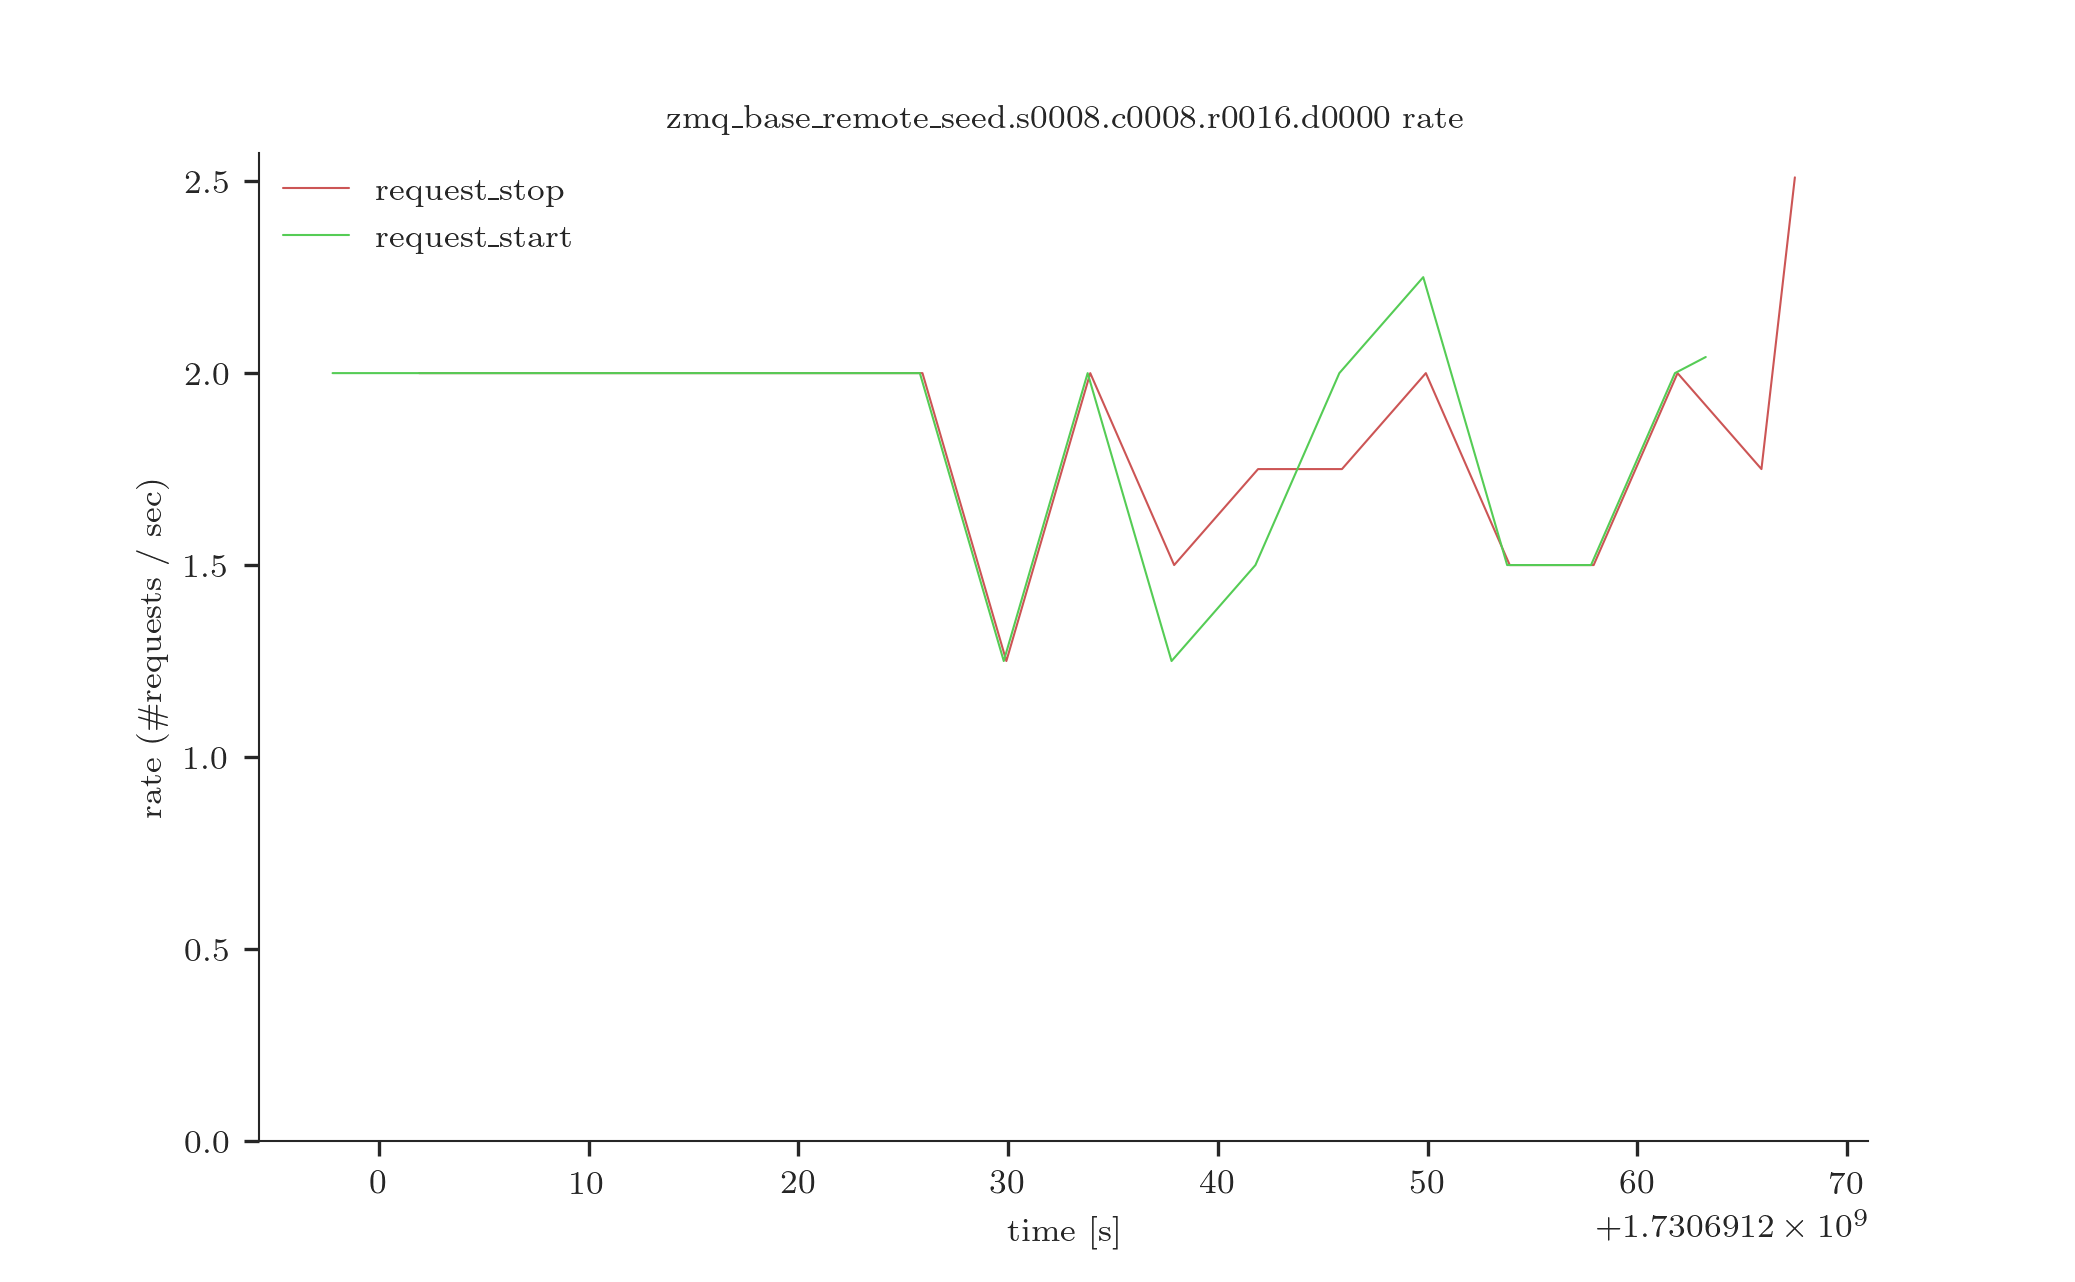 zmq_base_remote_seed.s0008.c0008.r0016.d0000 rate
request_stop
request_start
rate (#requests / sec)
2.5
2.0
1.5
1.0
0.5
0.0
0 10 20 30 40 50 60 70
time [s]
+1.7306912 × 10⁹